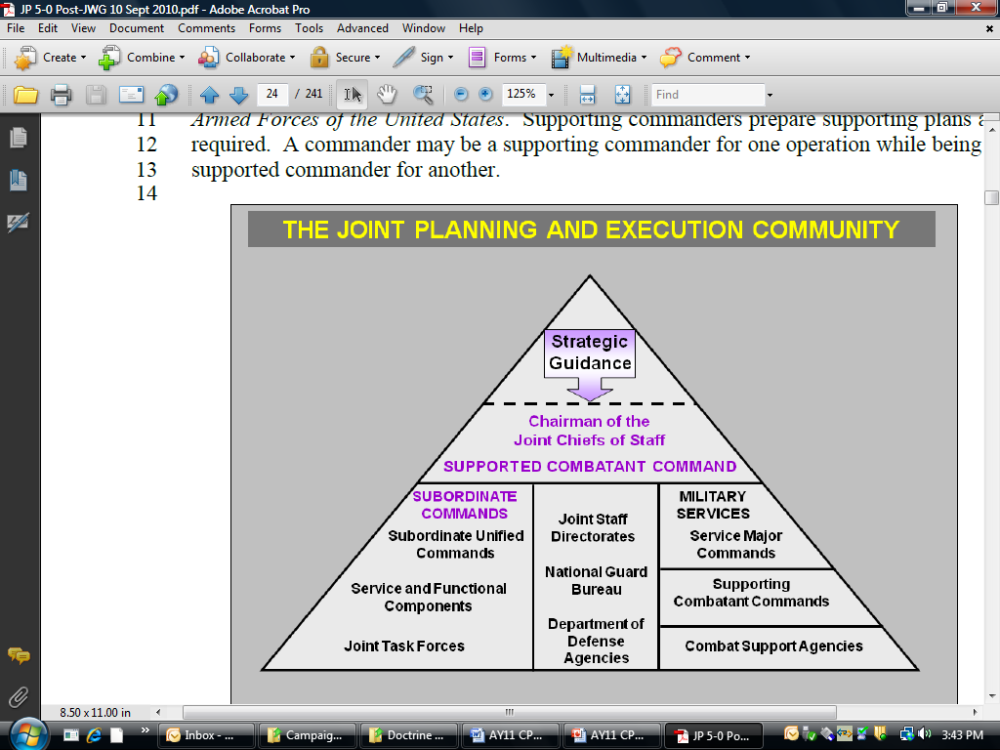 JP 5-0 Post-JWG 10 Sept 2010.pdf - Adobe Acrobat Pro
File Edit View Document Comments Forms Tools Advanced Window Help
Create Combine Collaborate Secure Sign Forms Multimedia Comment
24 / 241 125% Find
11 Armed Forces of the United States. Supporting commanders prepare supporting plans a
12 required. A commander may be a supporting commander for one operation while being
13 supported commander for another.
14
THE JOINT PLANNING AND EXECUTION COMMUNITY
Strategic
Guidance
Chairman of the
Joint Chiefs of Staff
SUPPORTED COMBATANT COMMAND
SUBORDINATE
COMMANDS
Subordinate Unified
Commands
Service and Functional
Components
Joint Task Forces
Joint Staff
Directorates
National Guard
Bureau
Department of
Defense
Agencies
MILITARY
SERVICES
Service Major
Commands
Supporting
Combatant Commands
Combat Support Agencies
8.50 x 11.00 in
Inbox - ... Campaig... Doctrine ... AY11 CP... AY11 CP... JP 5-0 Po... 3:43 PM